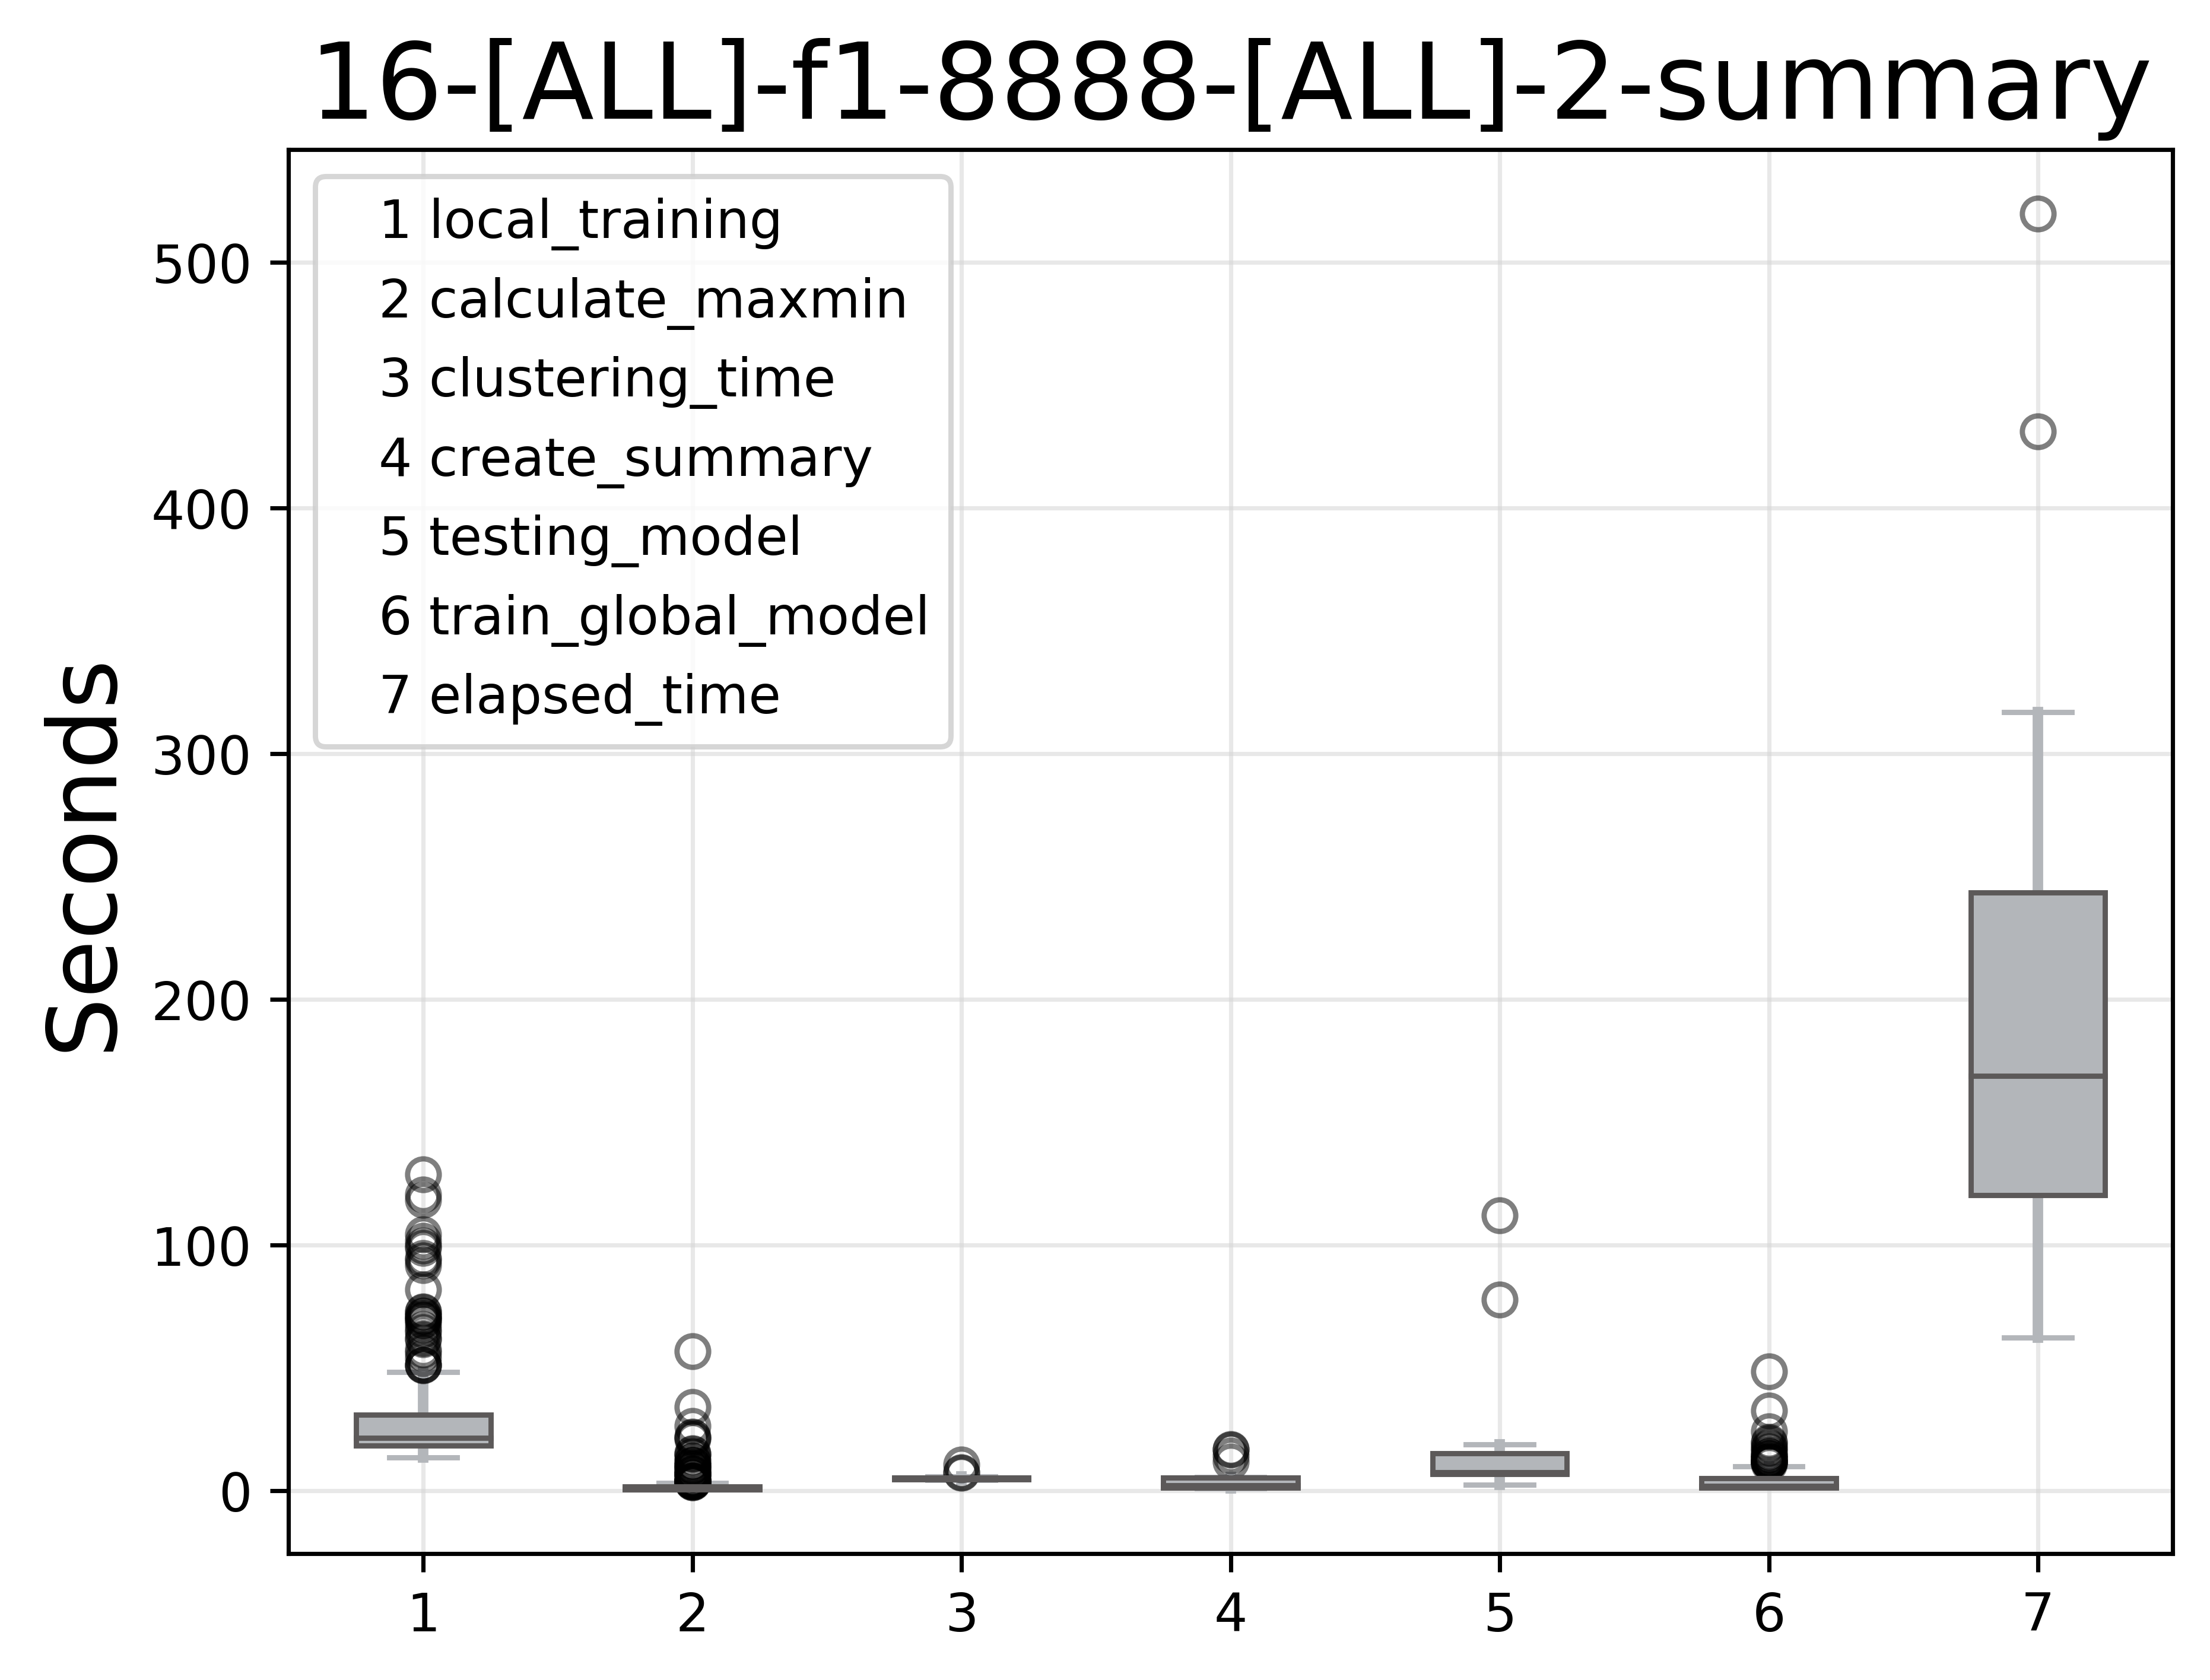 16-[ALL]-f1-8888-[ALL]-2-summary
1 local_training
2 calculate_maxmin
3 clustering_time
4 create_summary
5 testing_model
6 train_global_model
7 elapsed_time
Seconds
500
400
300
200
100
0
1 2 3 4 5 6 7